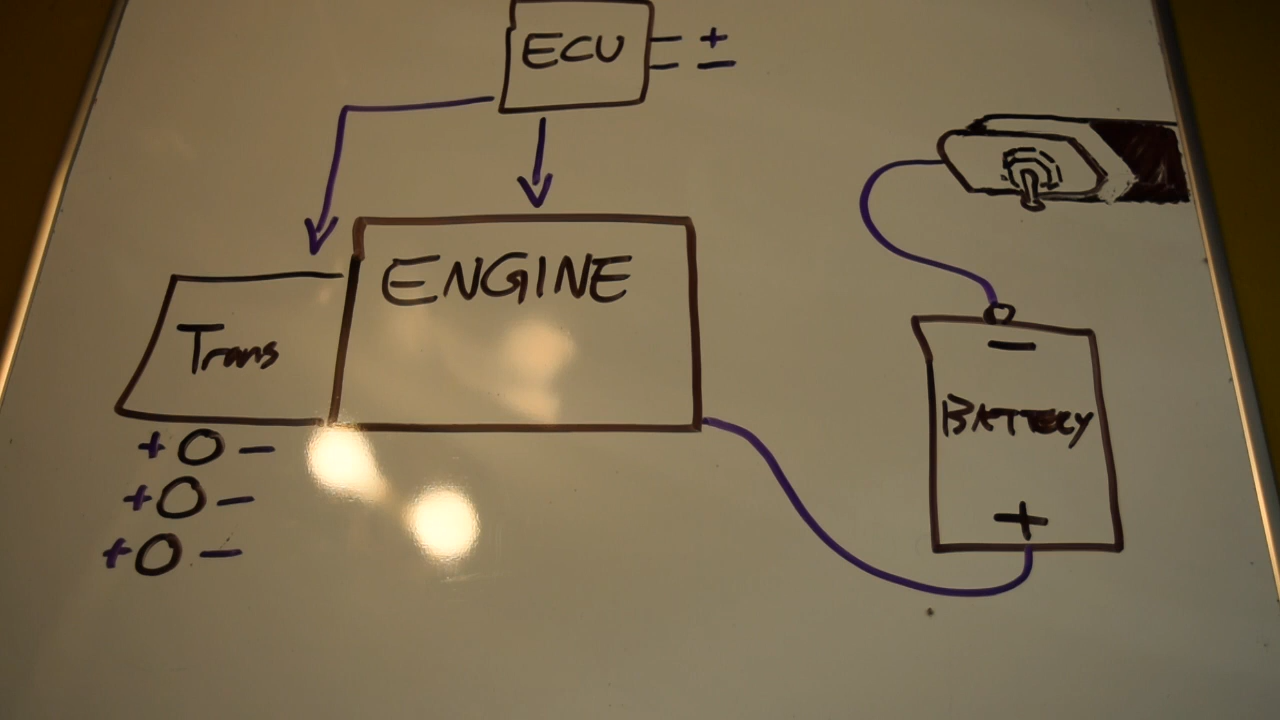 ECU
+
−
ENGINE
Trans
+ O −
+ O −
+ O −
−
BATTERY
+